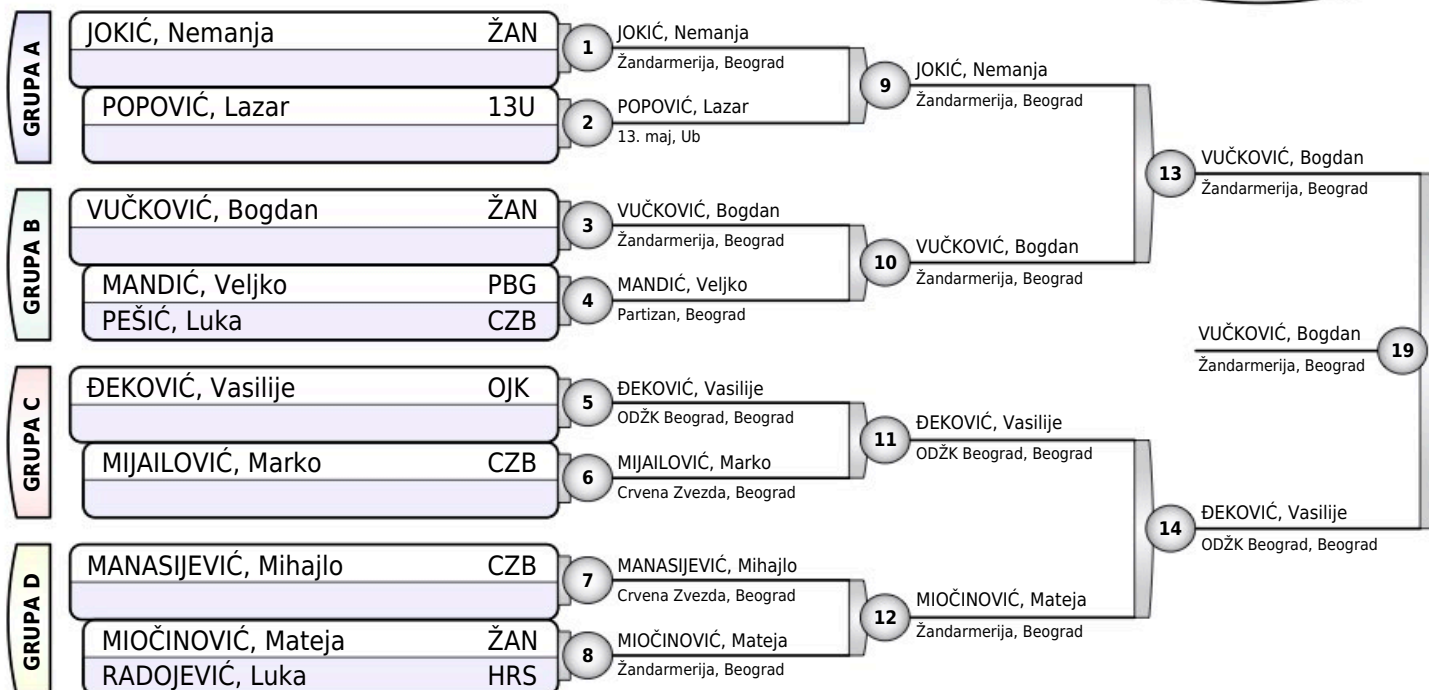 GRUPA A
JOKIĆ, Nemanja ŽAN
POPOVIĆ, Lazar 13U
GRUPA B
VUČKOVIĆ, Bogdan ŽAN
MANDIĆ, Veljko PBG
PEŠIĆ, Luka CZB
GRUPA C
ĐEKOVIĆ, Vasilije OJK
MIJAILOVIĆ, Marko CZB
GRUPA D
MANASIJEVIĆ, Mihajlo CZB
MIOČINOVIĆ, Mateja ŽAN
RADOJEVIĆ, Luka HRS
1
JOKIĆ, Nemanja
Žandarmerija, Beograd
2
POPOVIĆ, Lazar
13. maj, Ub
3
VUČKOVIĆ, Bogdan
Žandarmerija, Beograd
4
MANDIĆ, Veljko
Partizan, Beograd
5
ĐEKOVIĆ, Vasilije
ODŽK Beograd, Beograd
6
MIJAILOVIĆ, Marko
Crvena Zvezda, Beograd
7
MANASIJEVIĆ, Mihajlo
Crvena Zvezda, Beograd
8
MIOČINOVIĆ, Mateja
Žandarmerija, Beograd
9
JOKIĆ, Nemanja
Žandarmerija, Beograd
10
VUČKOVIĆ, Bogdan
Žandarmerija, Beograd
11
ĐEKOVIĆ, Vasilije
ODŽK Beograd, Beograd
12
MIOČINOVIĆ, Mateja
Žandarmerija, Beograd
13
VUČKOVIĆ, Bogdan
Žandarmerija, Beograd
14
ĐEKOVIĆ, Vasilije
ODŽK Beograd, Beograd
VUČKOVIĆ, Bogdan
Žandarmerija, Beograd
19